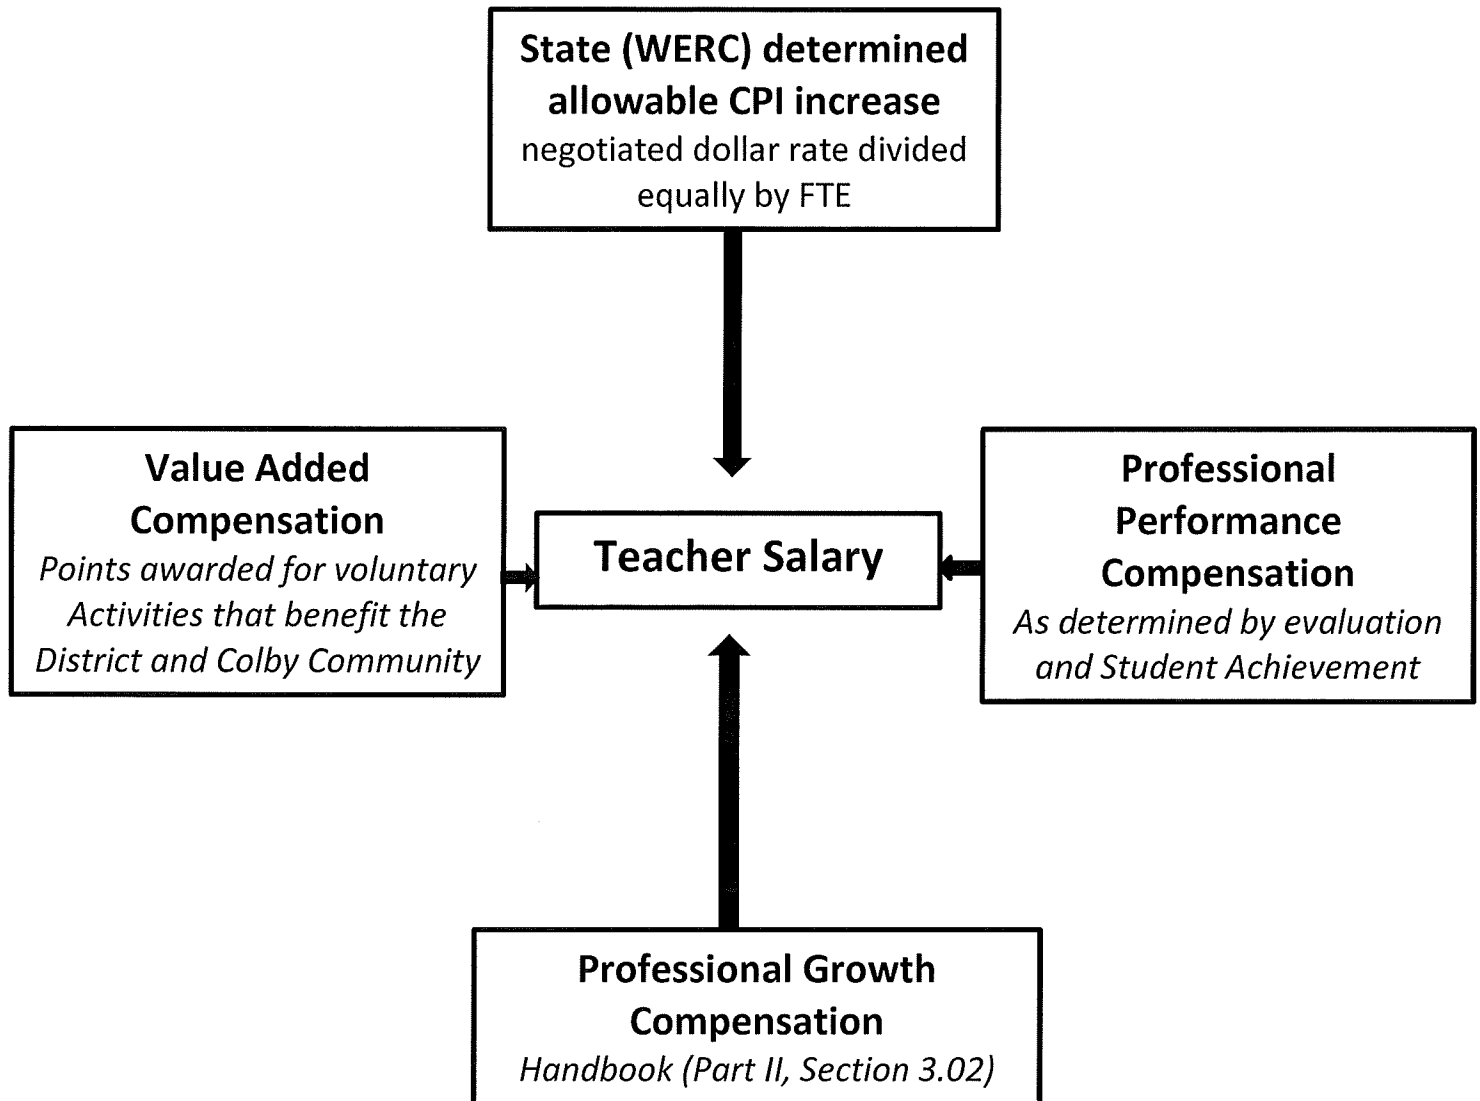 State (WERC) determined
allowable CPI increase
negotiated dollar rate divided
equally by FTE
Value Added
Compensation
Points awarded for voluntary
Activities that benefit the
District and Colby Community
Teacher Salary
Professional
Performance
Compensation
As determined by evaluation
and Student Achievement
Professional Growth
Compensation
Handbook (Part II, Section 3.02)